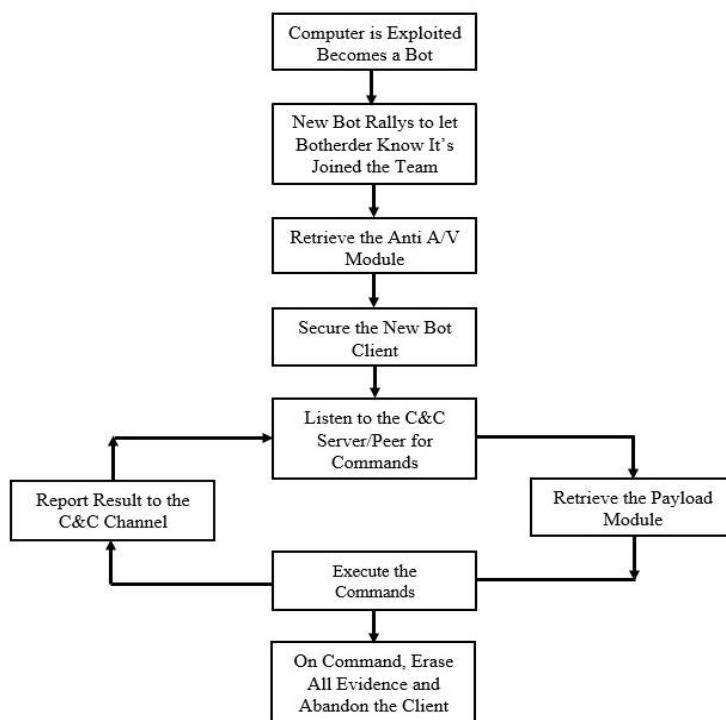 Computer is Exploited
Becomes a Bot
New Bot Rallys to let
Botherder Know It's
Joined the Team
Retrieve the Anti A/V
Module
Secure the New Bot
Client
Listen to the C&C
Server/Peer for
Commands
Retrieve the Payload
Module
Report Result to the
C&C Channel
Execute the
Commands
On Command, Erase
All Evidence and
Abandon the Client